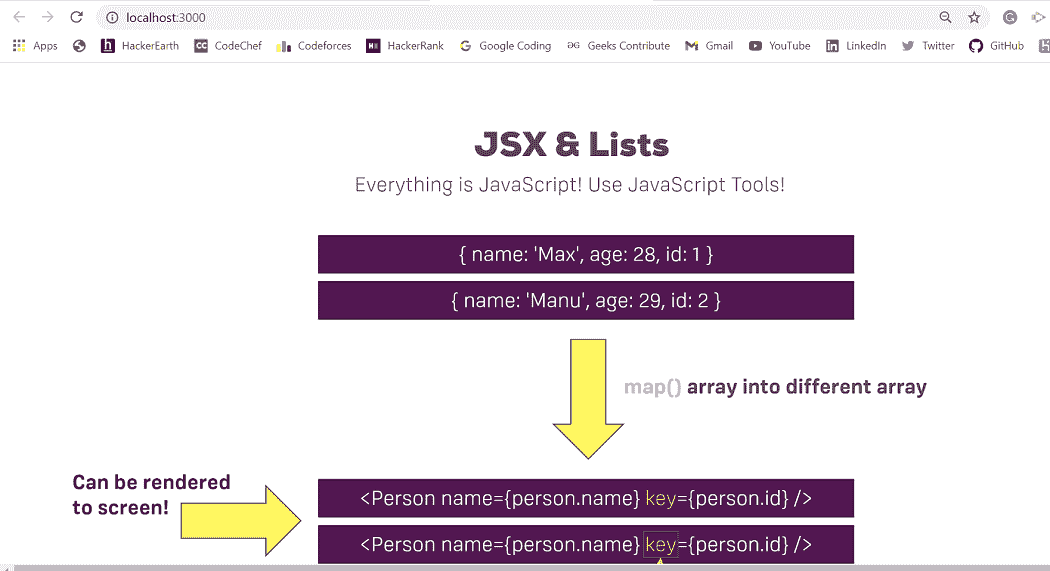 localhost:3000
Apps HackerEarth CodeChef Codeforces HackerRank Google Coding Geeks Contribute Gmail YouTube LinkedIn Twitter GitHub
JSX & Lists
Everything is JavaScript! Use JavaScript Tools!
{ name: 'Max', age: 28, id: 1 }
{ name: 'Manu', age: 29, id: 2 }
map() array into different array
Can be rendered
to screen!
<Person name={person.name} key={person.id} />
<Person name={person.name} key={person.id} />